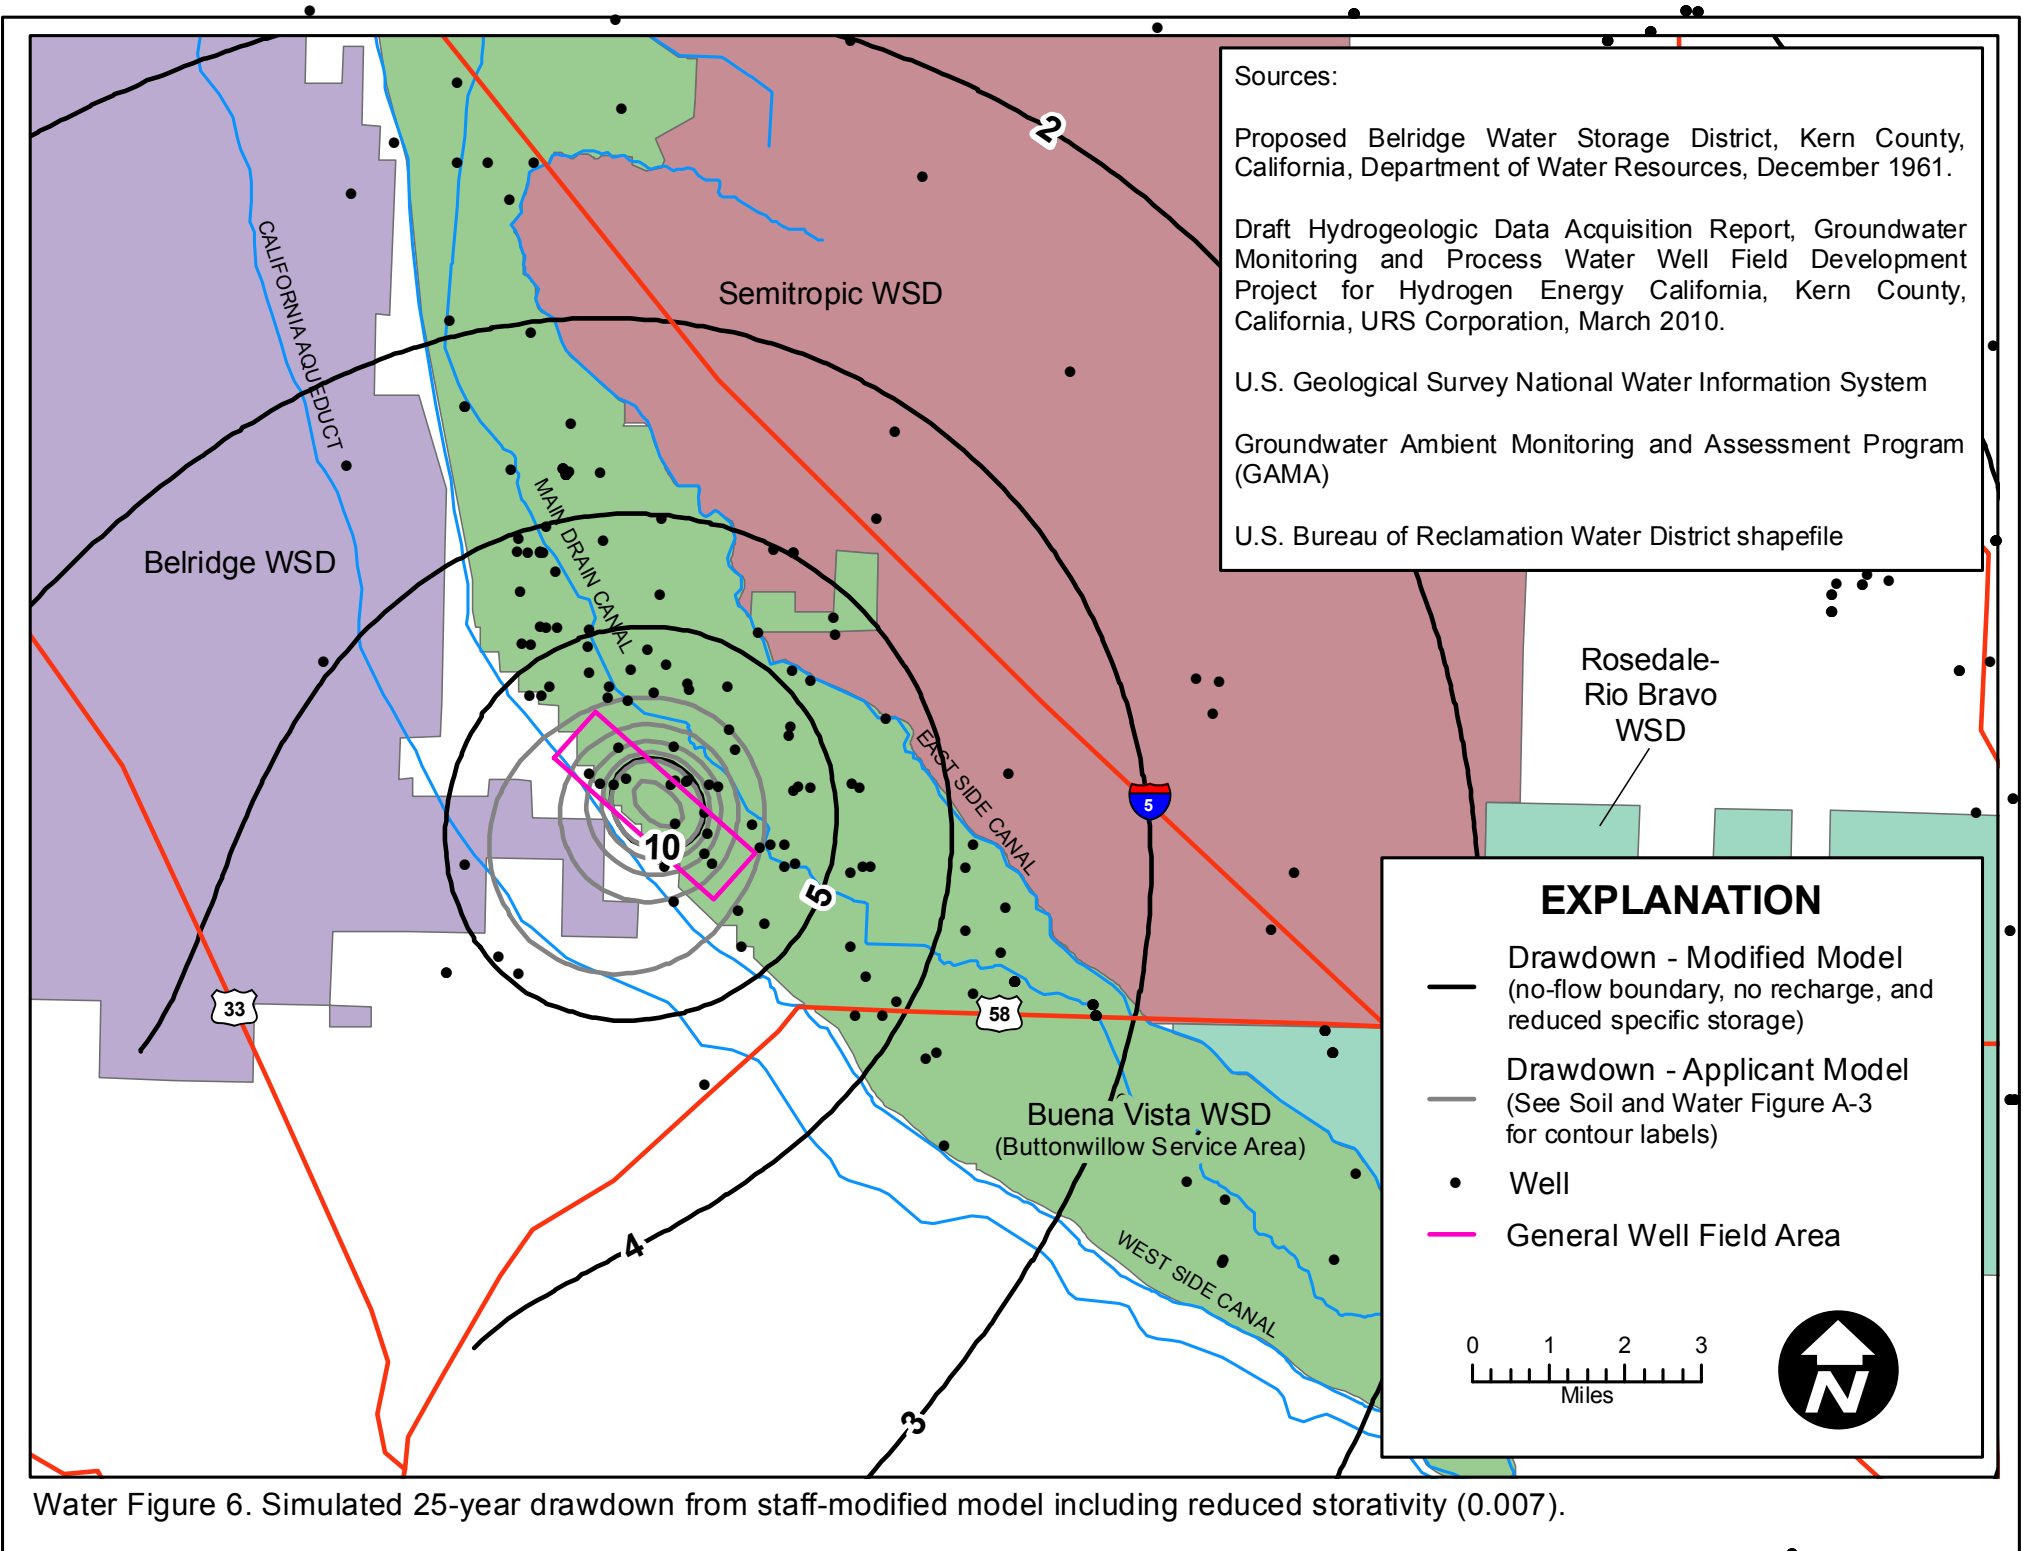 2
Sources:
Proposed Belridge Water Storage District, Kern County,
California, Department of Water Resources, December 1961.
Draft Hydrogeologic Data Acquisition Report, Groundwater
Monitoring and Process Water Well Field Development
Project for Hydrogen Energy California, Kern County,
California, URS Corporation, March 2010.
U.S. Geological Survey National Water Information System
Groundwater Ambient Monitoring and Assessment Program
(GAMA)
U.S. Bureau of Reclamation Water District shapefile
CALIFORNIA AQUEDUCT
Semitropic WSD
MAIN DRAIN CANAL
Belridge WSD
Rosedale-
Rio Bravo
WSD
EAST SIDE CANAL
5
10
5
33
58
Buena Vista WSD
(Buttonwillow Service Area)
4
WEST SIDE CANAL
3
EXPLANATION
Drawdown - Modified Model
(no-flow boundary, no recharge, and
reduced specific storage)
Drawdown - Applicant Model
(See Soil and Water Figure A-3
for contour labels)
Well
General Well Field Area
0 1 2 3
Miles
N
Water Figure 6. Simulated 25-year drawdown from staff-modified model including reduced storativity (0.007).